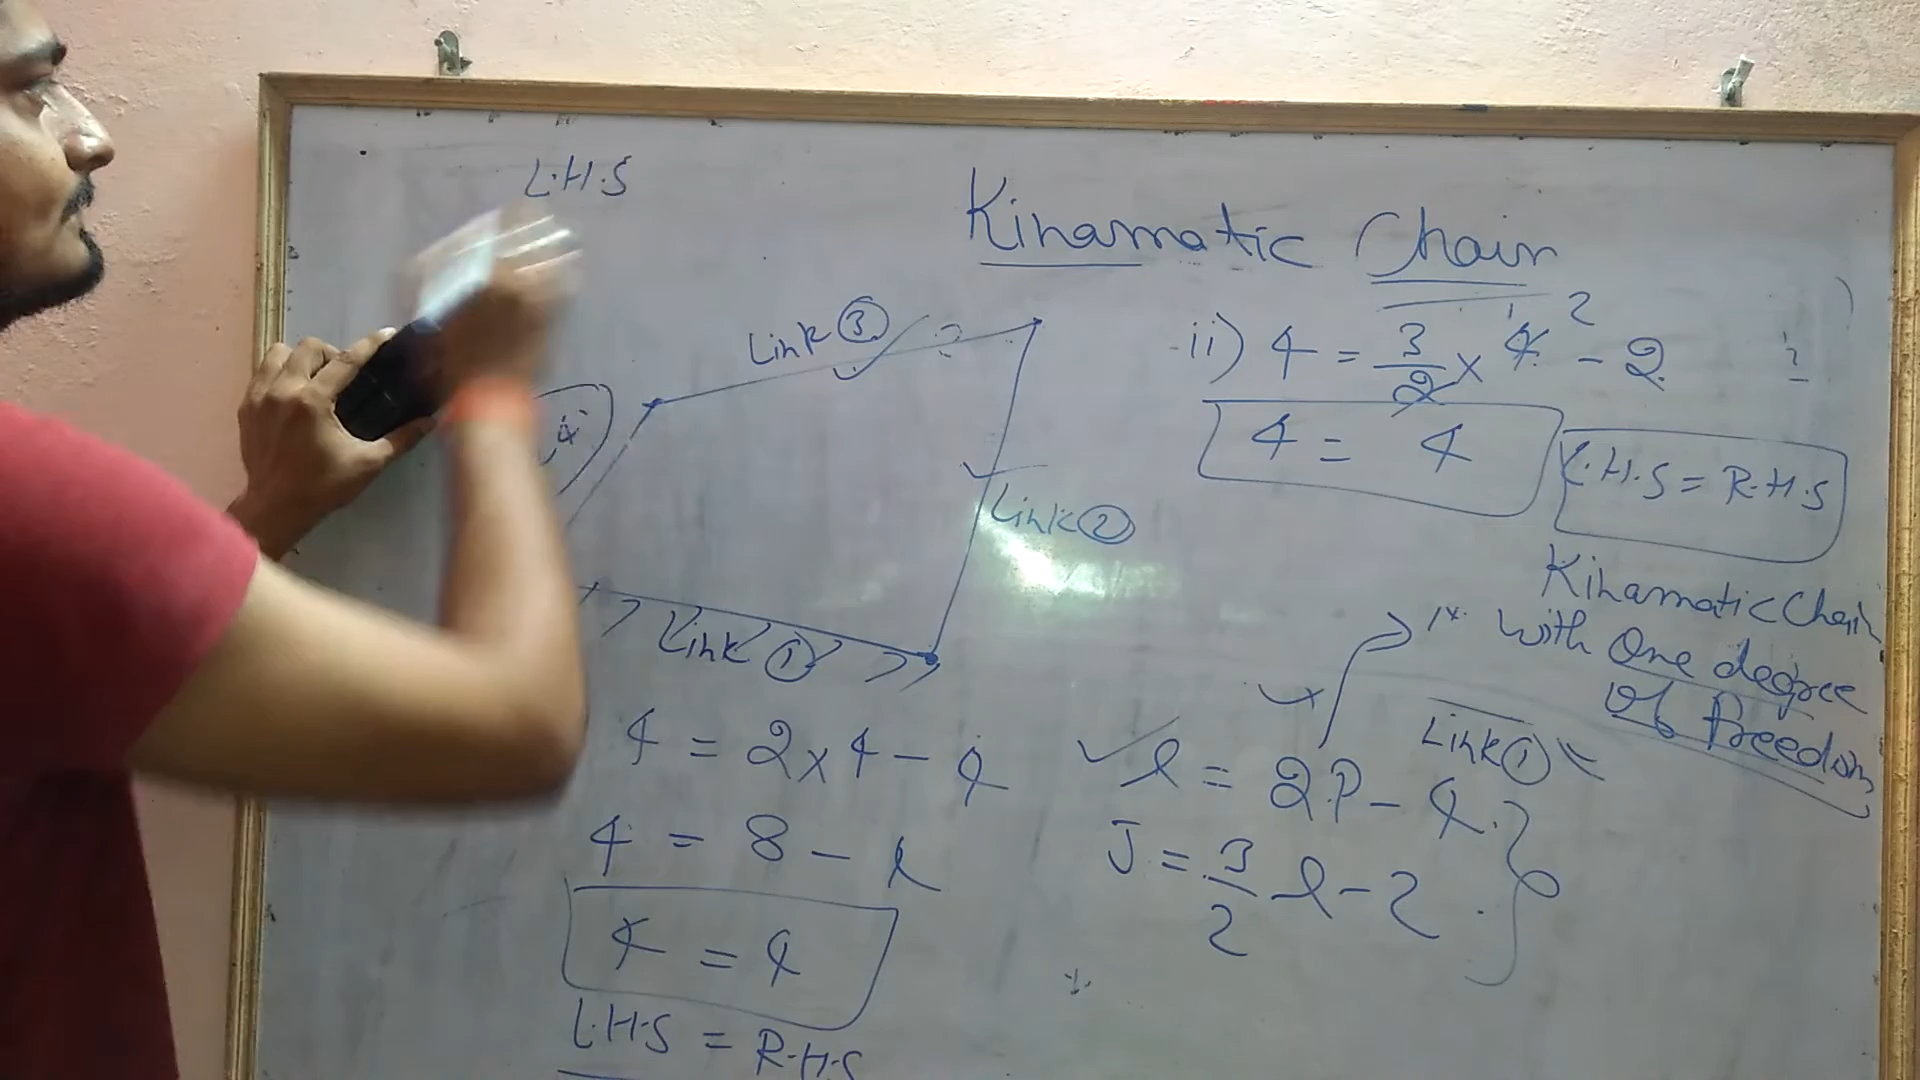 L.H.S
Kinamatic Chain
Link ③
Link ②
Link ①
4 = 2x4-4
4 = 8-4
4 = 4
L.H.S = R.H.S
ii) 4 = 3/2 x 4 2 - 2
4 = 4
L.H.S = R.H.S
Kinamatic Chain
with One degree
of freedom
Link ①
l = 2P-4
J = 3/2 l-2